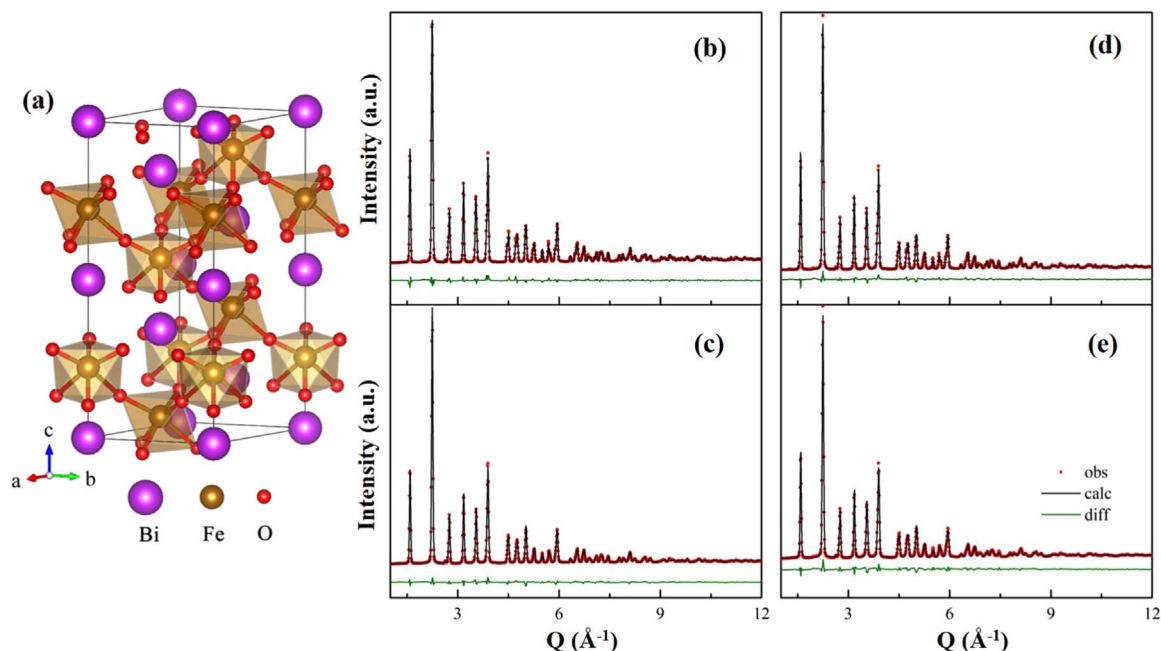 (a)
c
a
b
Bi
Fe
O
Intensity (a.u.)
(b)
(d)
Intensity (a.u.)
(c)
(e)
obs
calc
diff
3
6
9
12
3
6
9
12
Q (Å⁻¹)
Q (Å⁻¹)